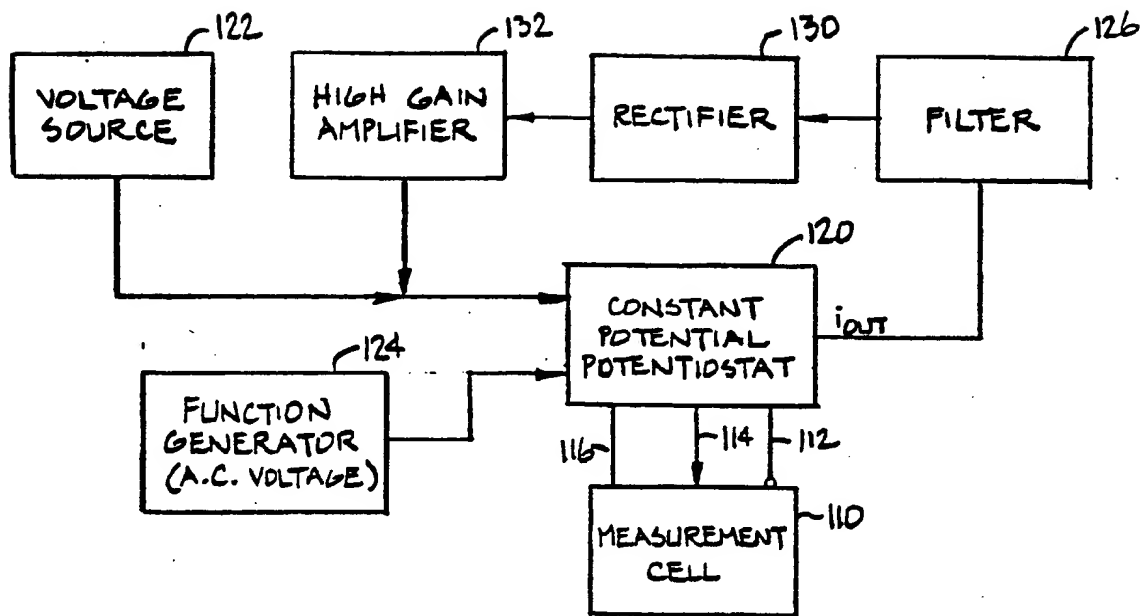 122
132
130
126
VOLTAGE
SOURCE
HIGH GAIN
AMPLIFIER
RECTIFIER
FILTER
120
CONSTANT
POTENTIAL
POTENTIOSTAT
iOUT
124
FUNCTION
GENERATOR
(A.C. VOLTAGE)
116
114
112
110
MEASUREMENT
CELL